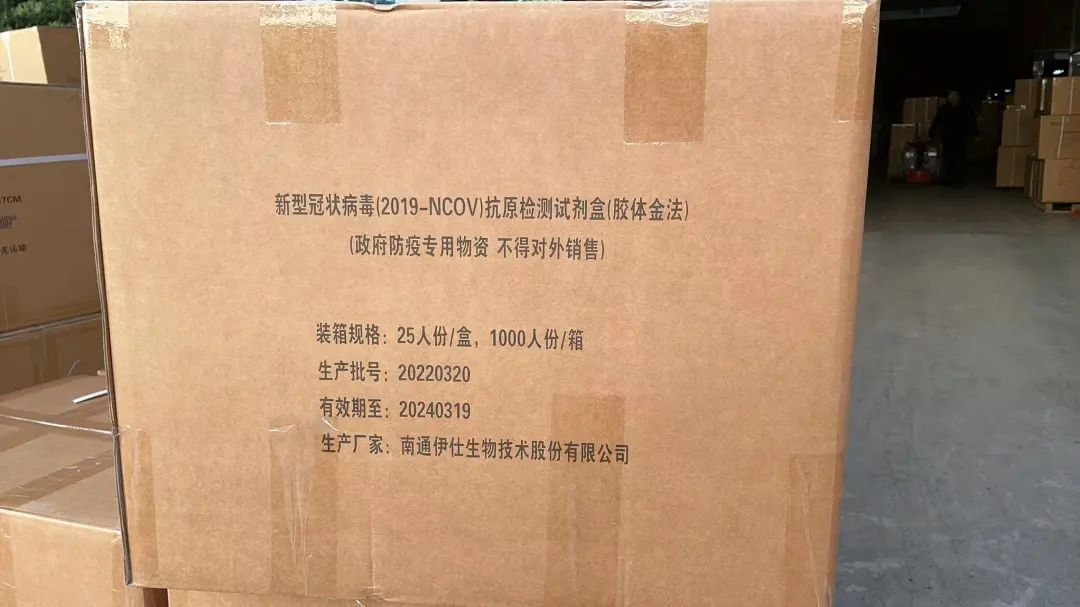 新型冠状病毒(2019-NCOV)抗原检测试剂盒(胶体金法)
(政府防疫专用物资 不得对外销售)
装箱规格：25人份/盒，1000人份/箱
生产批号：20220320
有效期至：20240319
生产厂家：南通伊仕生物技术股份有限公司
7CM
运输